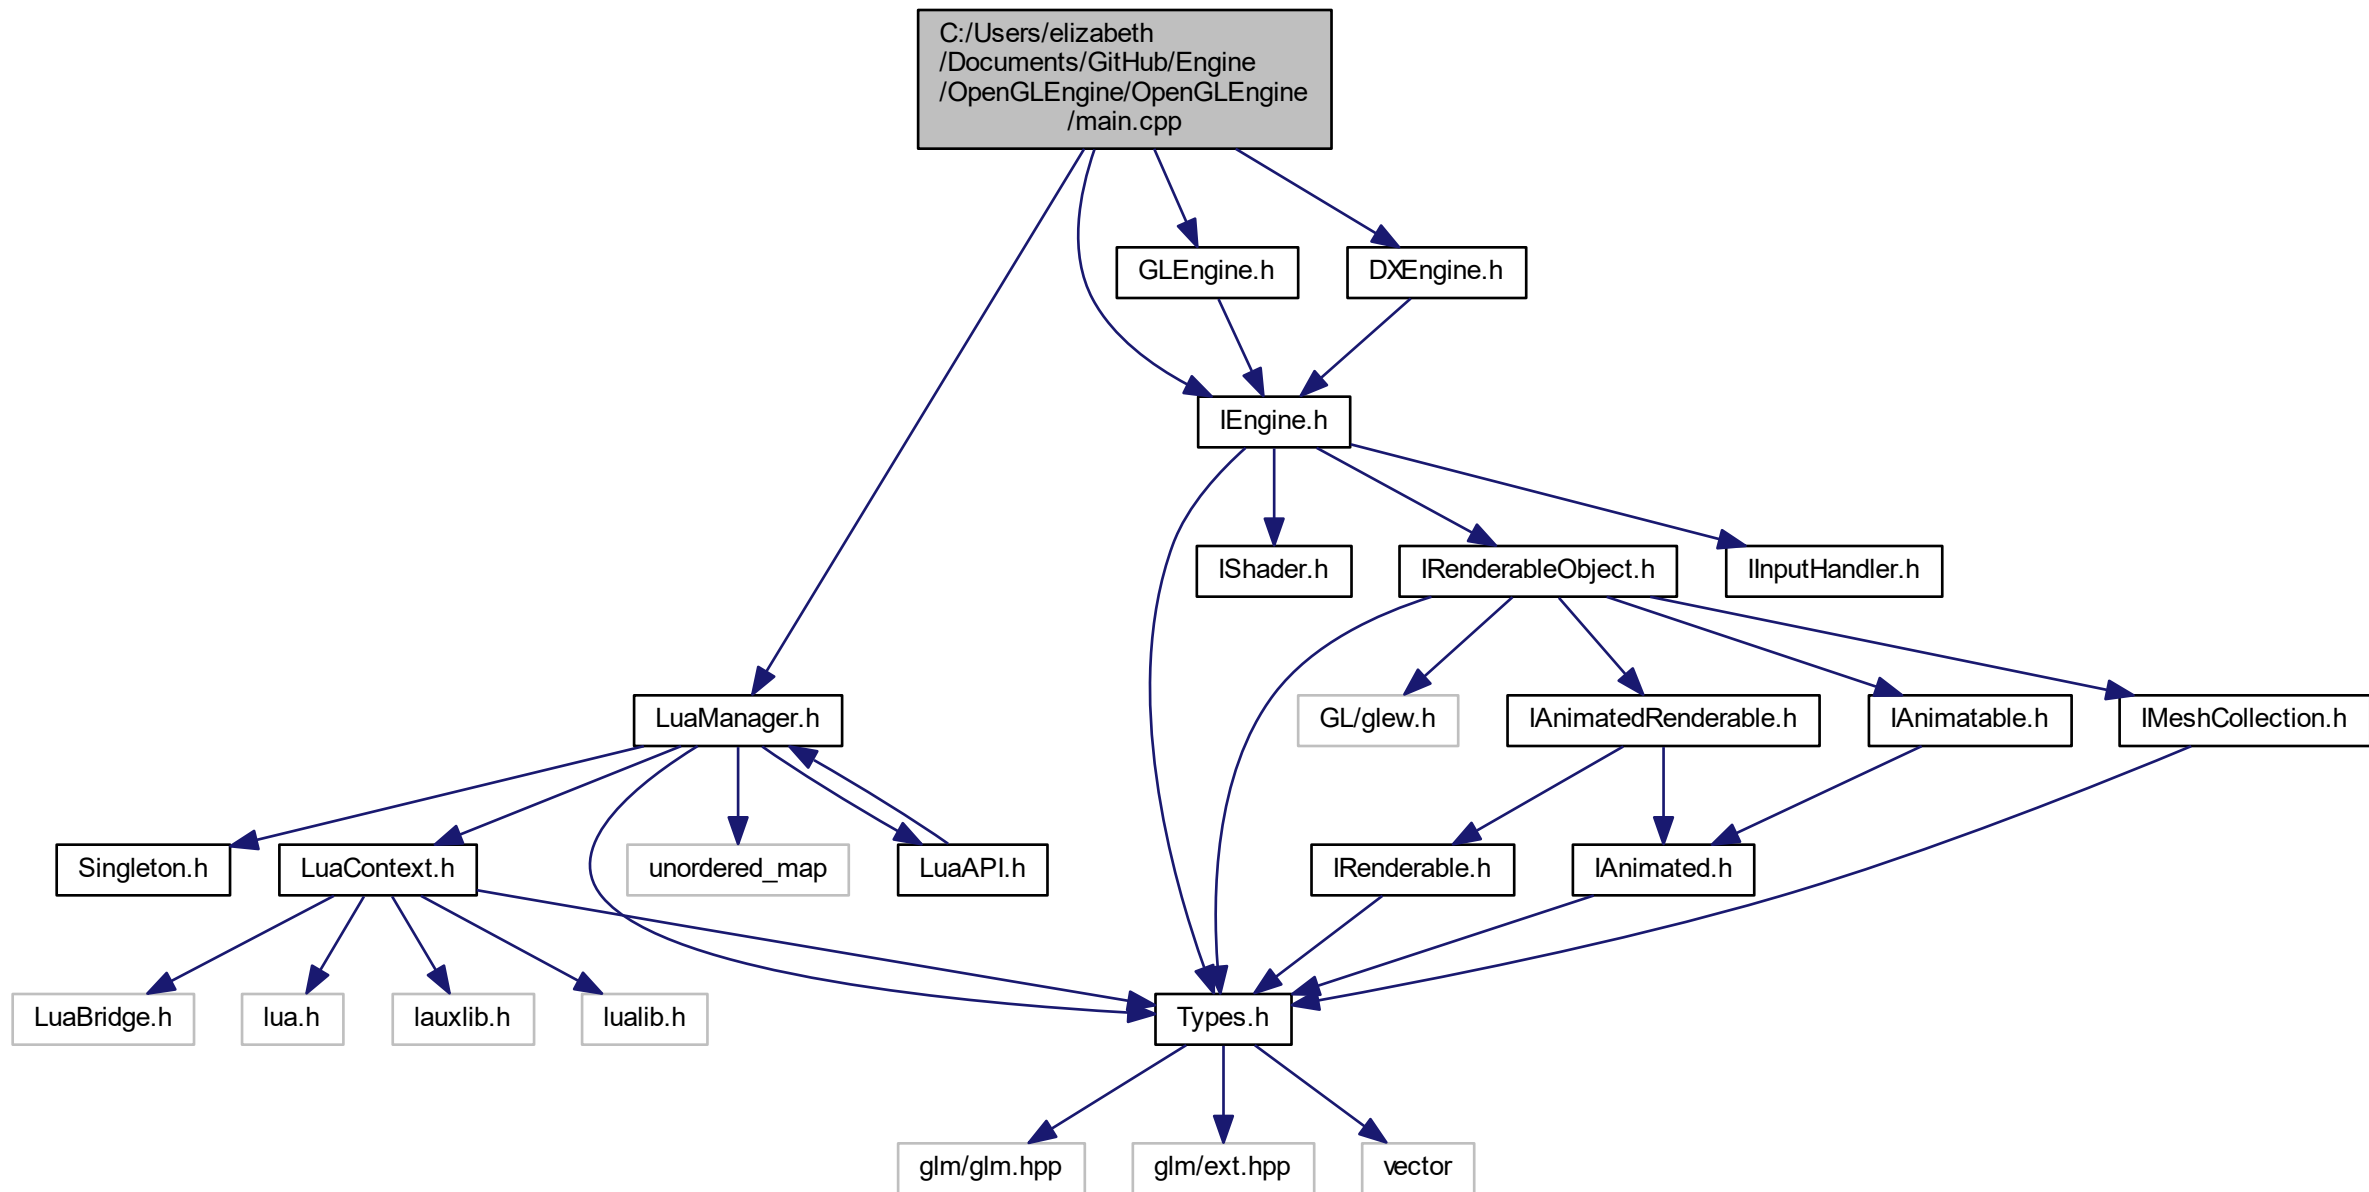 C:/Users/elizabeth
/Documents/GitHub/Engine
/OpenGLEngine/OpenGLEngine
/main.cpp
GLEngine.h
DXEngine.h
IEngine.h
IShader.h
IRenderableObject.h
IInputHandler.h
LuaManager.h
GL/glew.h
IAnimatedRenderable.h
IAnimatable.h
IMeshCollection.h
Singleton.h
LuaContext.h
unordered_map
LuaAPI.h
IRenderable.h
IAnimated.h
LuaBridge.h
lua.h
lauxlib.h
lualib.h
Types.h
glm/glm.hpp
glm/ext.hpp
vector